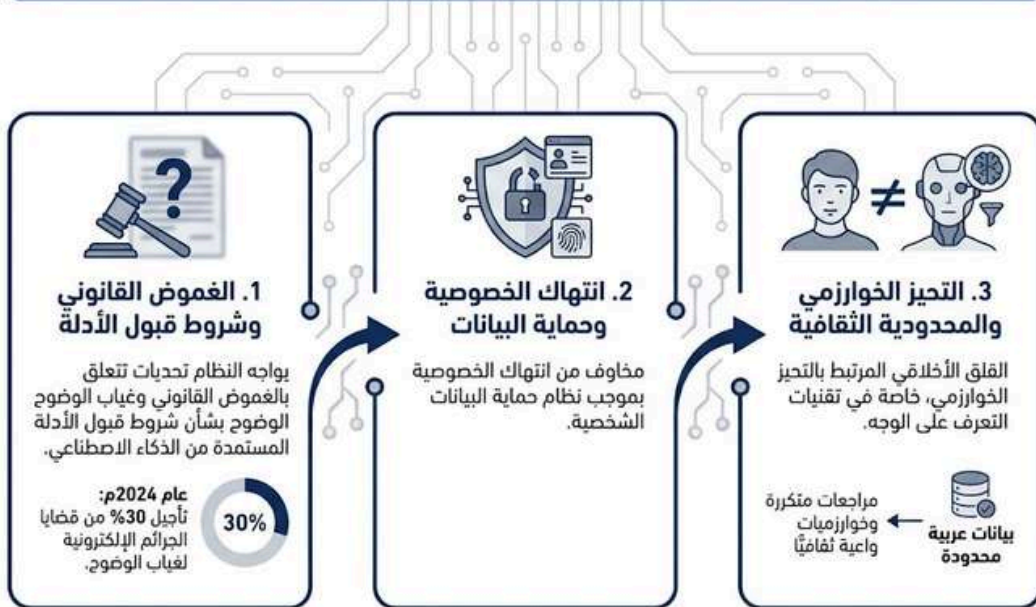 1. الغموض القانوني
وشروط قبول الأدلة
يواجه النظام تحديات تتعلق
بالغموض القانوني وغياب الوضوح
الوضوح بشأن شروط قبول الأدلة
المستمدة من الذكاء الاصطناعي.
عام 2024م:
تأجيل 30% من قضايا
الجرائم الإلكترونية
لغياب الوضوح.
30%
2. انتهاك الخصوصية
وحماية البيانات
مخاوف من انتهاك الخصوصية
بموجب نظام حماية البيانات
الشخصية.
3. التحيز الخوارزمي
والمحدودية الثقافية
القلق الأخلاقي المرتبط بالتحيز
الخوارزمي، خاصة في تقنيات
التعرف على الوجه.
بيانات عربية
محدودة
مراجعات متكررة
وخوارزميات
واعية ثقافيًا